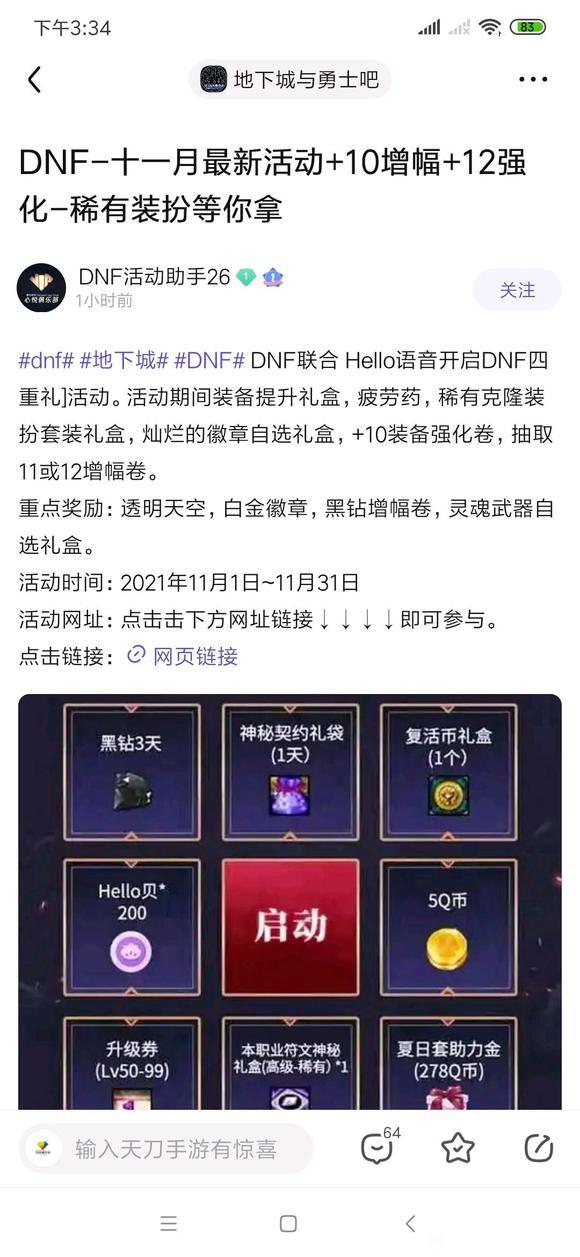 下午3:34
83
地下城与勇士吧
DNF-十一月最新活动+10增幅+12强
化-稀有装扮等你拿
DNF活动助手26
1
1
心悦俱乐部
1小时前
关注
#dnf# #地下城# #DNF# DNF联合 Hello语音开启DNF四
重礼]活动。活动期间装备提升礼盒，疲劳药，稀有克隆装
扮套装礼盒，灿烂的徽章自选礼盒，+10装备强化卷，抽取
11或12增幅卷。
重点奖励：透明天空，白金徽章，黑钻增幅卷，灵魂武器自
选礼盒。
活动时间：2021年11月1日~11月31日
活动网址：点击击下方网址链接↓ ↓ ↓ ↓即可参与。
点击链接： 网页链接
黑钻3天
神秘契约礼袋
(1天)
复活币礼盒
(1个)
Hello贝*
200
启动
5Q币
升级券
(Lv50-99)
本职业符文神秘
礼盒(高级-稀有) *1
夏日套助力金
(278Q币)
输入天刀手游有惊喜
64